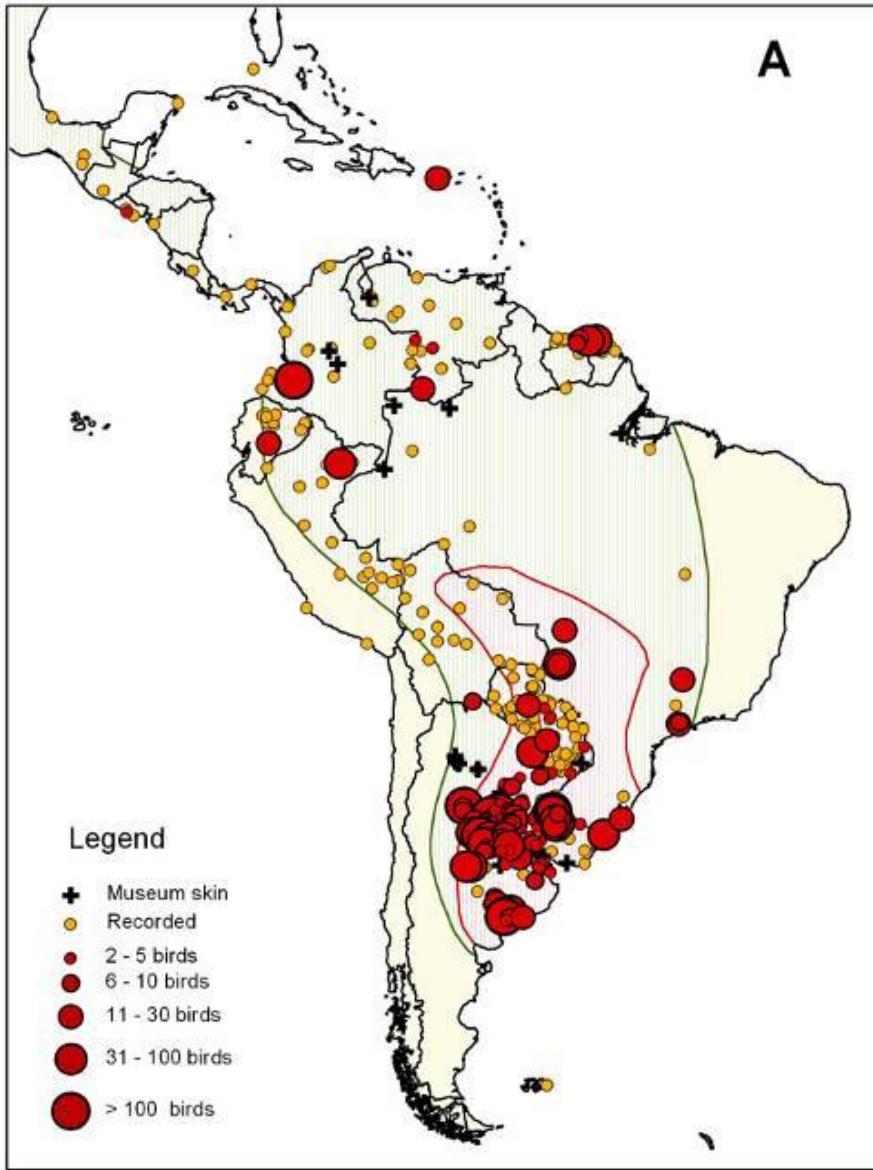 A
Legend
Museum skin
Recorded
2 - 5 birds
6 - 10 birds
11 - 30 birds
31 - 100 birds
> 100 birds